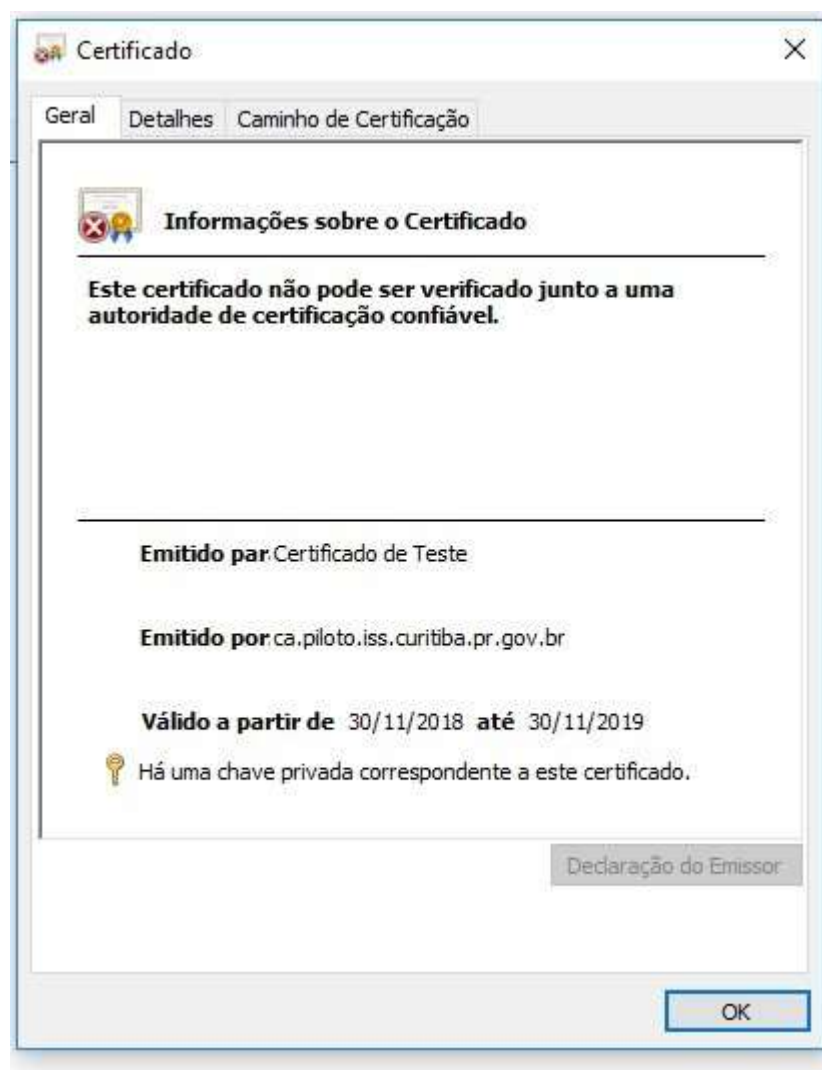 Certificado
Geral Detalhes Caminho de Certificação
Informações sobre o Certificado
Este certificado não pode ser verificado junto a uma
autoridade de certificação confiável.
Emitido par Certificado de Teste
Emitido por ca.piloto.iss.curitiba.pr.gov.br
Válido a partir de 30/11/2018 até 30/11/2019
Há uma chave privada correspondente a este certificado.
Declaração do Emissor
OK